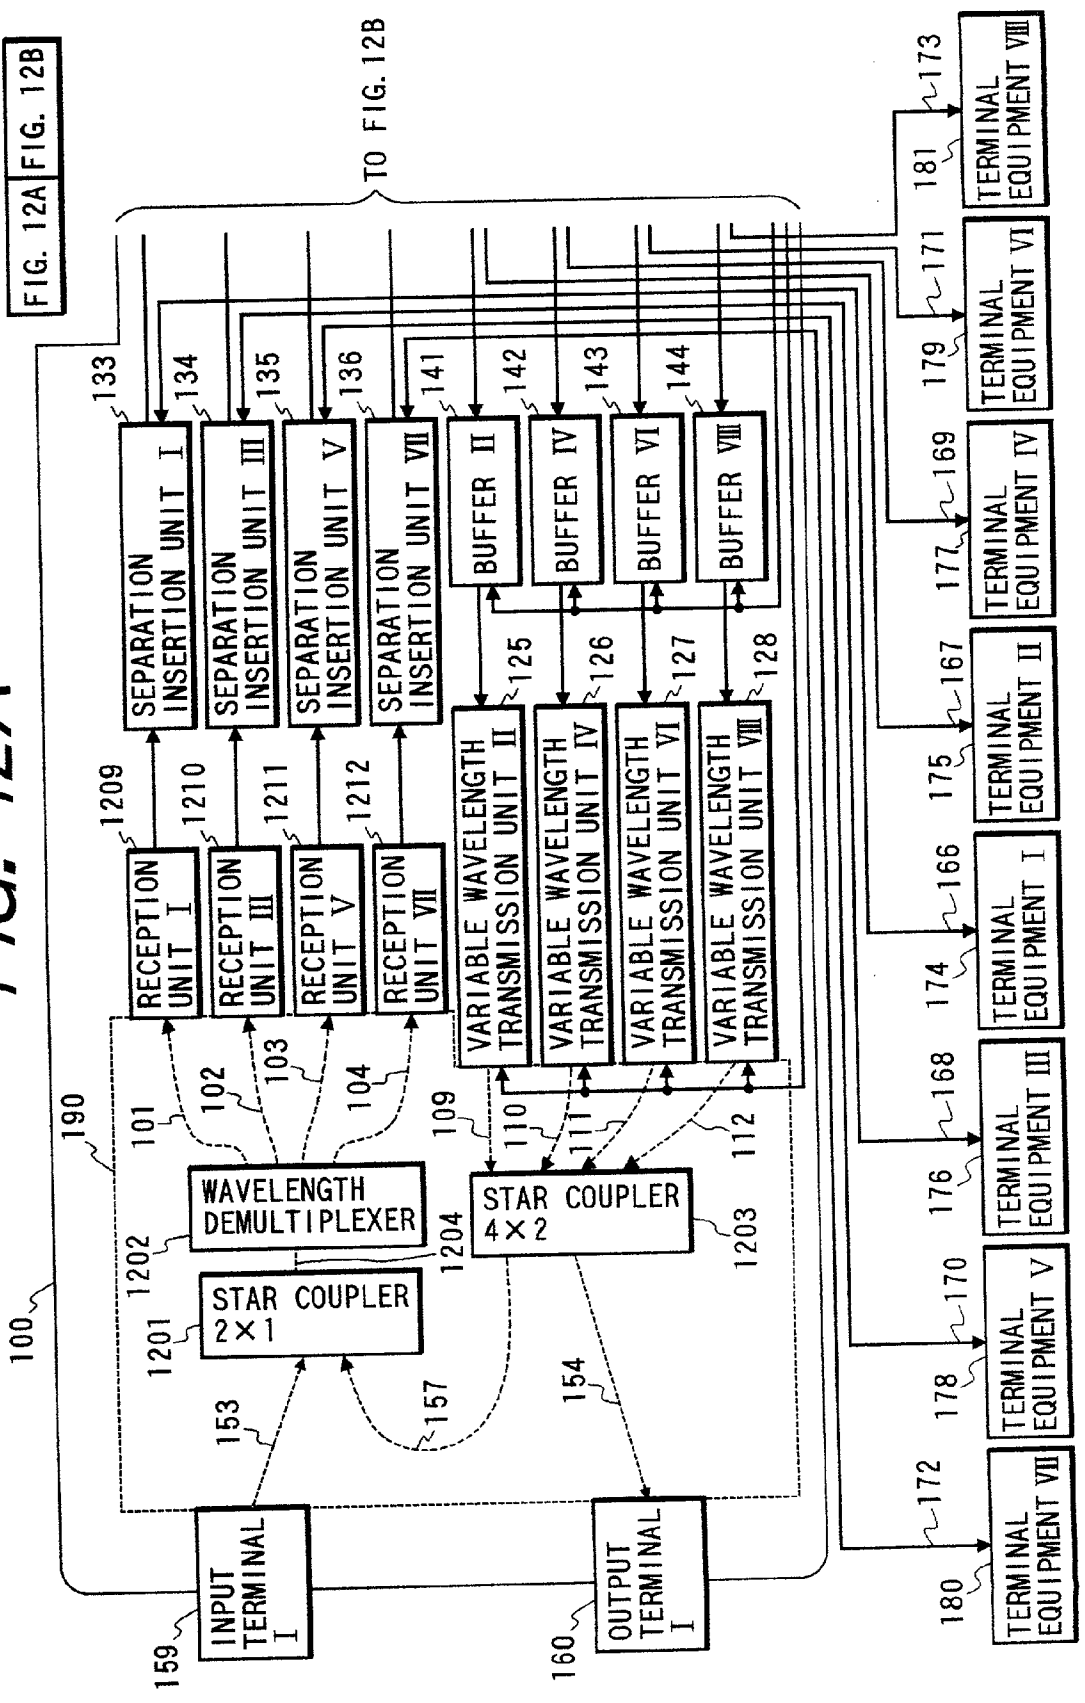 FIG. 12A
FIG. 12A FIG. 12B
100
190
159
INPUT
TERMINAL
I
160
OUTPUT
TERMINAL
I
153
157
154
1201
STAR COUPLER
2×1
1202
WAVELENGTH
DEMULTIPLEXER
1204
STAR COUPLER
4×2
1203
101
102
103
104
109
110
111
112
1209
RECEPTION
UNIT I
1210
RECEPTION
UNIT III
1211
RECEPTION
UNIT V
1212
RECEPTION
UNIT VII
VARIABLE WAVELENGTH
TRANSMISSION UNIT II
125
VARIABLE WAVELENGTH
TRANSMISSION UNIT IV
126
VARIABLE WAVELENGTH
TRANSMISSION UNIT VI
127
VARIABLE WAVELENGTH
TRANSMISSION UNIT VIII
128
133
SEPARATION
INSERTION UNIT I
134
SEPARATION
INSERTION UNIT III
135
SEPARATION
INSERTION UNIT V
136
SEPARATION
INSERTION UNIT VII
141
BUFFER II
142
BUFFER IV
143
BUFFER VI
144
BUFFER VIII
TO FIG. 12B
172
180
TERMINAL
EQUIPMENT VII
170
178
TERMINAL
EQUIPMENT V
168
176
TERMINAL
EQUIPMENT III
166
174
TERMINAL
EQUIPMENT I
167
175
TERMINAL
EQUIPMENT II
169
177
TERMINAL
EQUIPMENT IV
171
179
TERMINAL
EQUIPMENT VI
173
181
TERMINAL
EQUIPMENT VIII